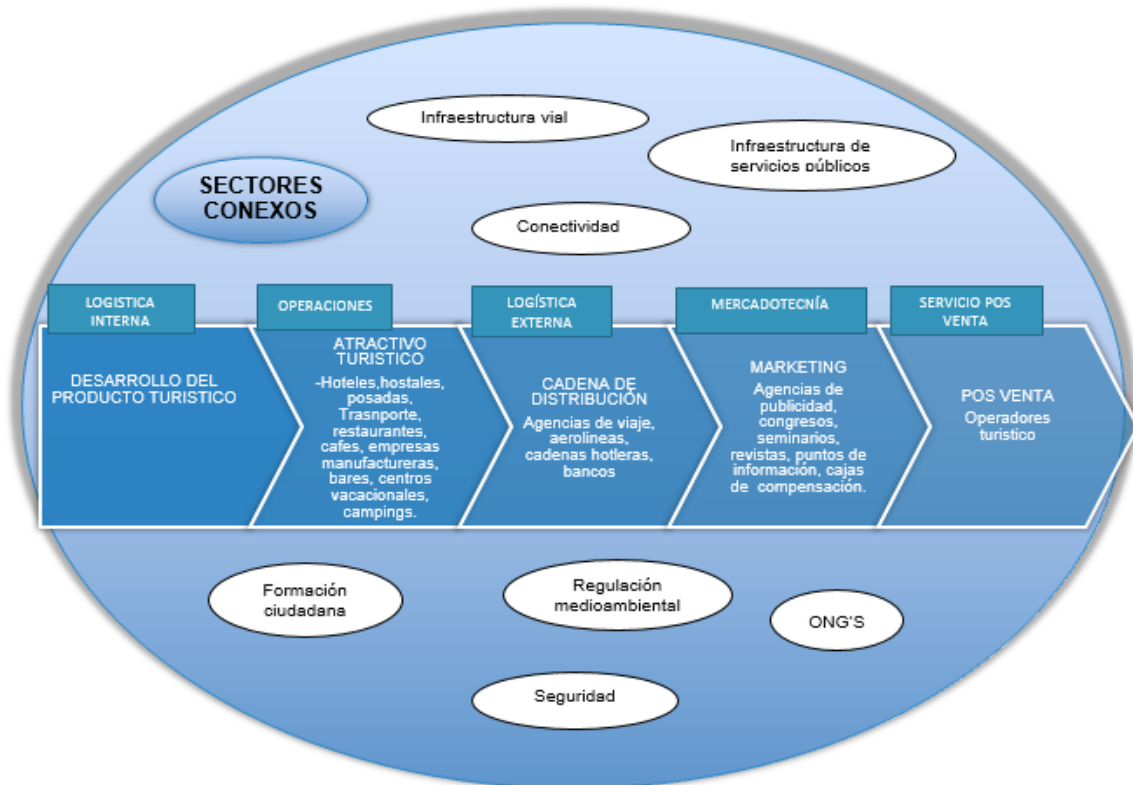 Infraestructura vial
Infraestructura de
servicios públicos
SECTORES
CONEXOS
Conectividad
LOGISTICA
INTERNA
OPERACIONES
LOGÍSTICA
EXTERNA
MERCADOTECNÍA
SERVICIO POS
VENTA
DESARROLLO DEL
PRODUCTO TURISTICO
ATRACTIVO
TURISTICO
-Hoteles,hostales,
posadas,
Trasnporte,
restaurantes,
cafes, empresas
manufactureras,
bares, centros
vacacionales,
campings.
CADENA DE
DISTRIBUCIÓN
Agencias de viaje,
aerolineas,
cadenas hotleras,
bancos
MARKETING
Agencias de
publicidad,
congresos,
seminarios,
revistas, puntos de
información, cajas
de compensación.
POS VENTA
Operadores
turistico
Formación
ciudadana
Regulación
medioambiental
ONG'S
Seguridad